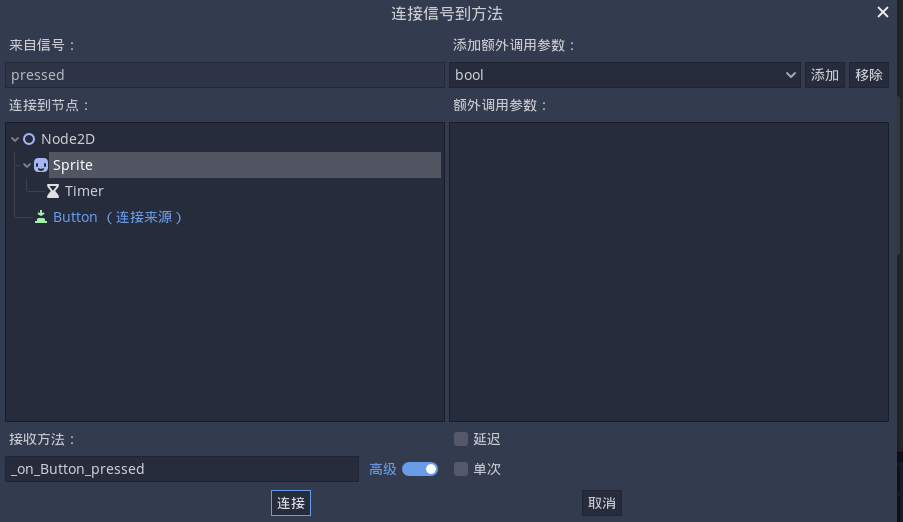 连接信号到方法
来自信号：
添加额外调用参数：
pressed
bool
添加
移除
连接到节点：
额外调用参数：
Node2D
Sprite
Timer
Button （连接来源）
接收方法：
延迟
_on_Button_pressed
高级
单次
连接
取消